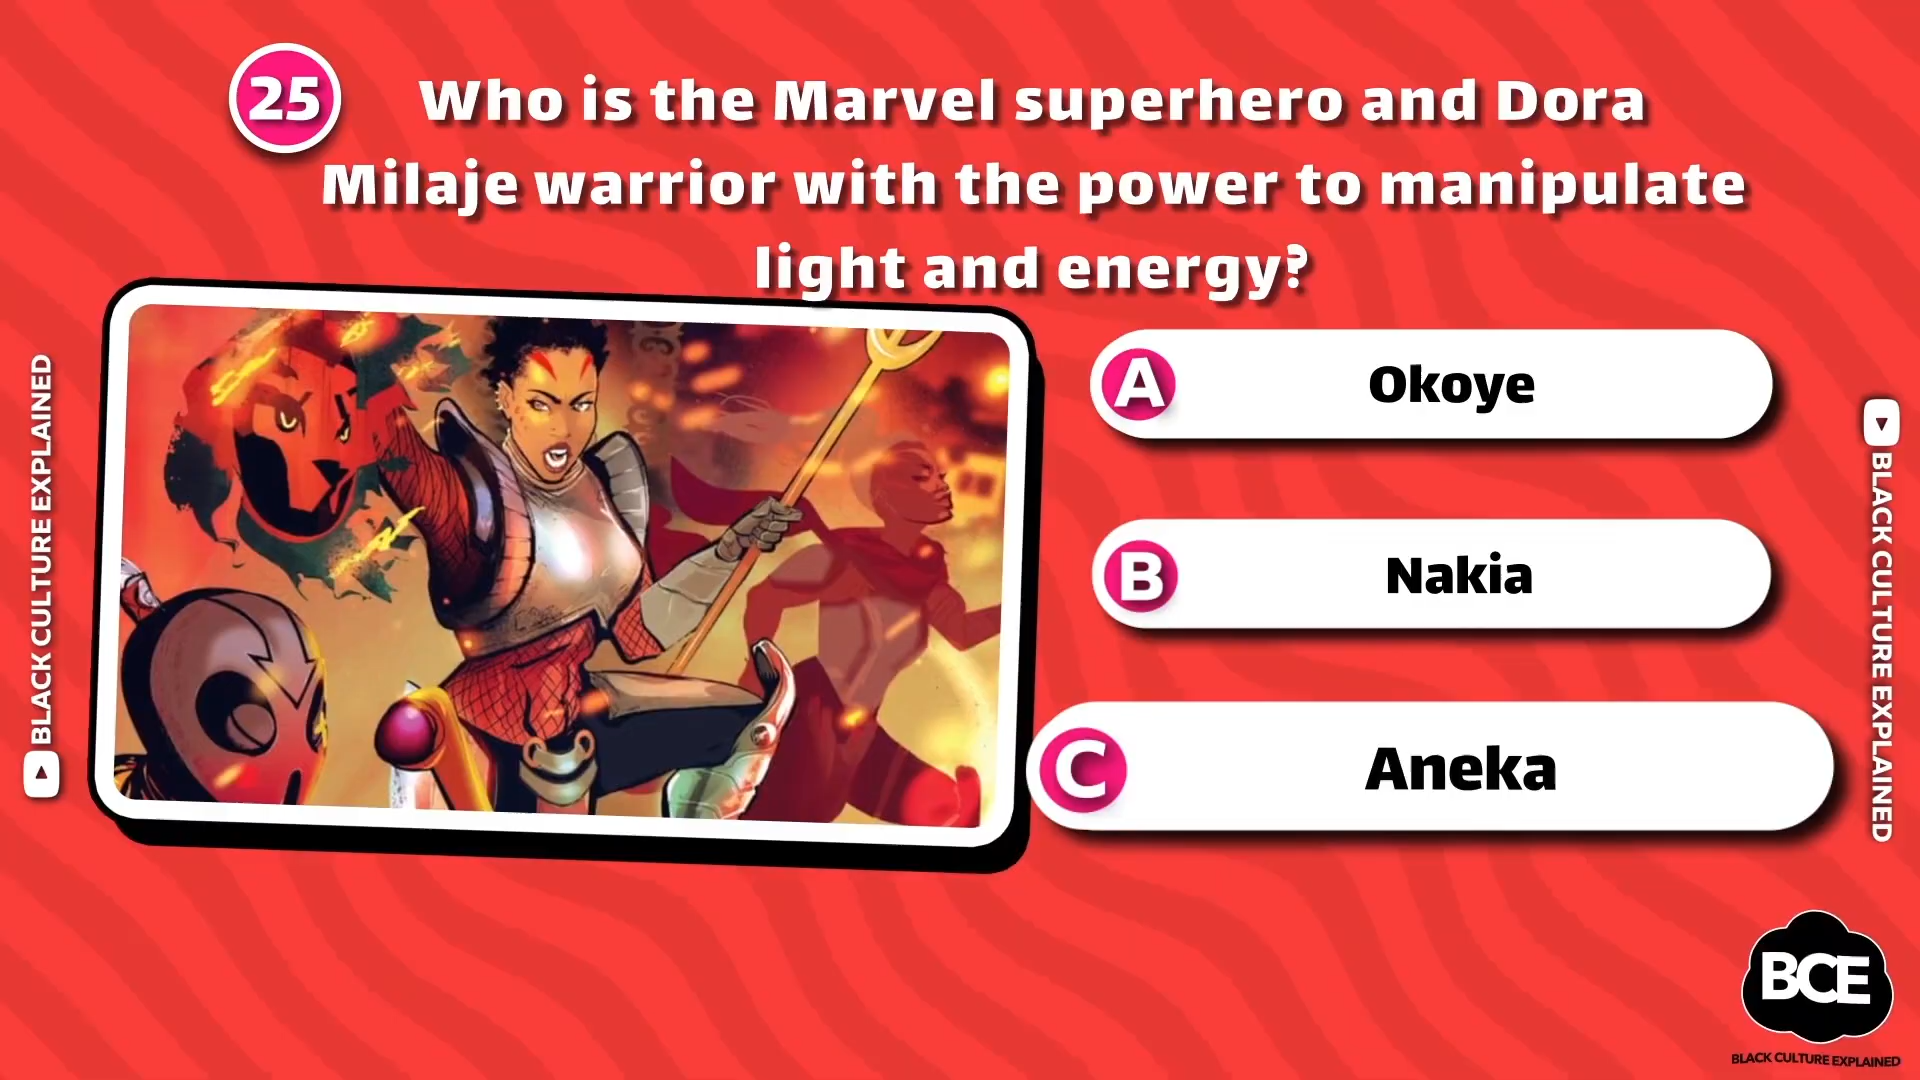 25
Who is the Marvel superhero and Dora
Milaje warrior with the power to manipulate
light and energy?
A Okoye
B Nakia
C Aneka
BLACK CULTURE EXPLAINED
BLACK CULTURE EXPLAINED
BCE
BLACK CULTURE EXPLAINED